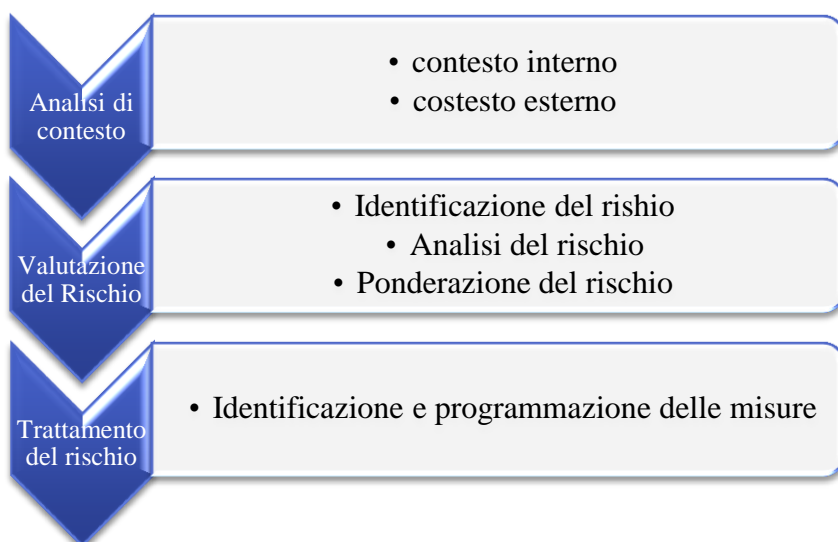 Analisi di
contesto
• contesto interno
• costesto esterno
Valutazione
del Rischio
• Identificazione del rishio
• Analisi del rischio
• Ponderazione del rischio
Trattamento
del rischio
• Identificazione e programmazione delle misure